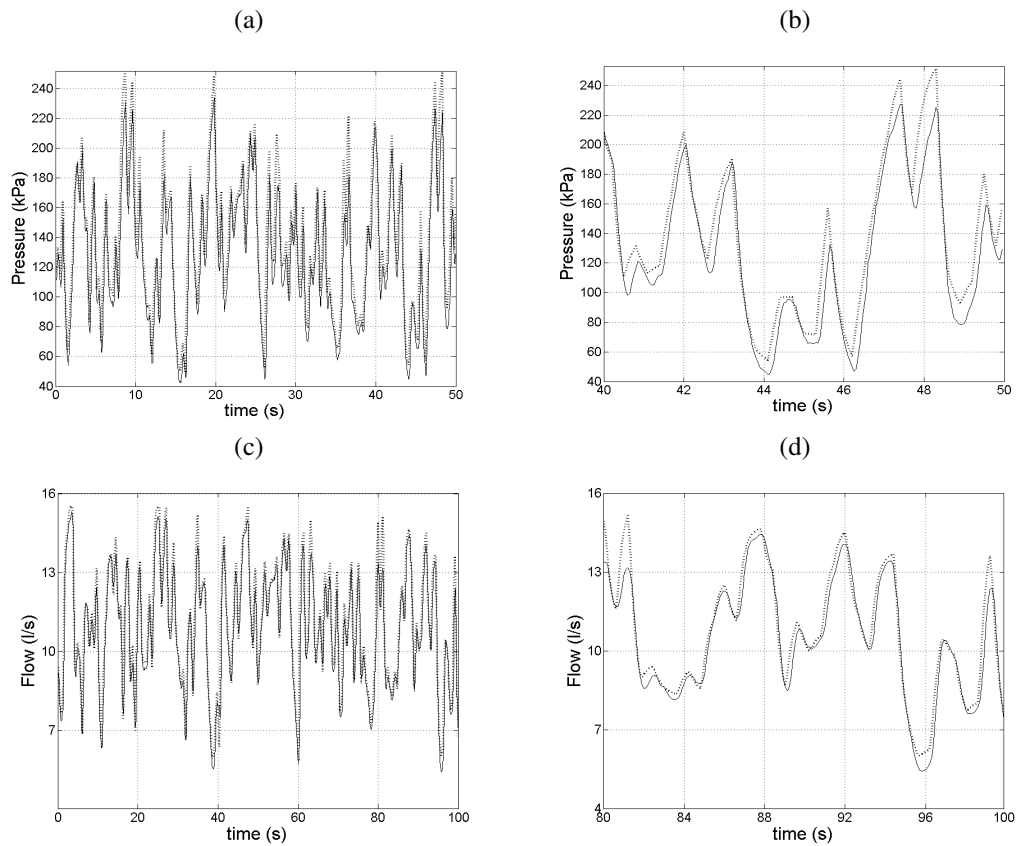 (a)
240
220
200
180
160
140
120
100
80
60
40
Pressure (kPa)
0 10 20 30 40 50
time (s)
(b)
240
220
200
180
160
140
120
100
80
60
40
Pressure (kPa)
40 42 44 46 48 50
time (s)
(c)
16
13
10
7
Flow (l/s)
0 20 40 60 80 100
time (s)
(d)
16
13
10
7
4
Flow (l/s)
80 84 88 92 96 100
time (s)